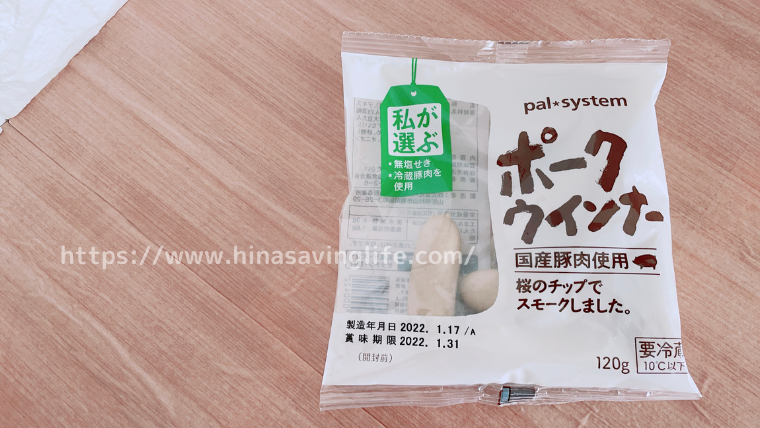 私が
選ぶ
・無塩せき
・冷蔵豚肉を
使用
pal★system
ポーク
ウインナー
国産豚肉使用
桜のチップで
スモークしました。
https://www.hinasavinglife.com/
製造年月日 2022. 1.17 /A
賞味期限 2022. 1.31
(開封前)
120g
要冷蔵
10℃以下